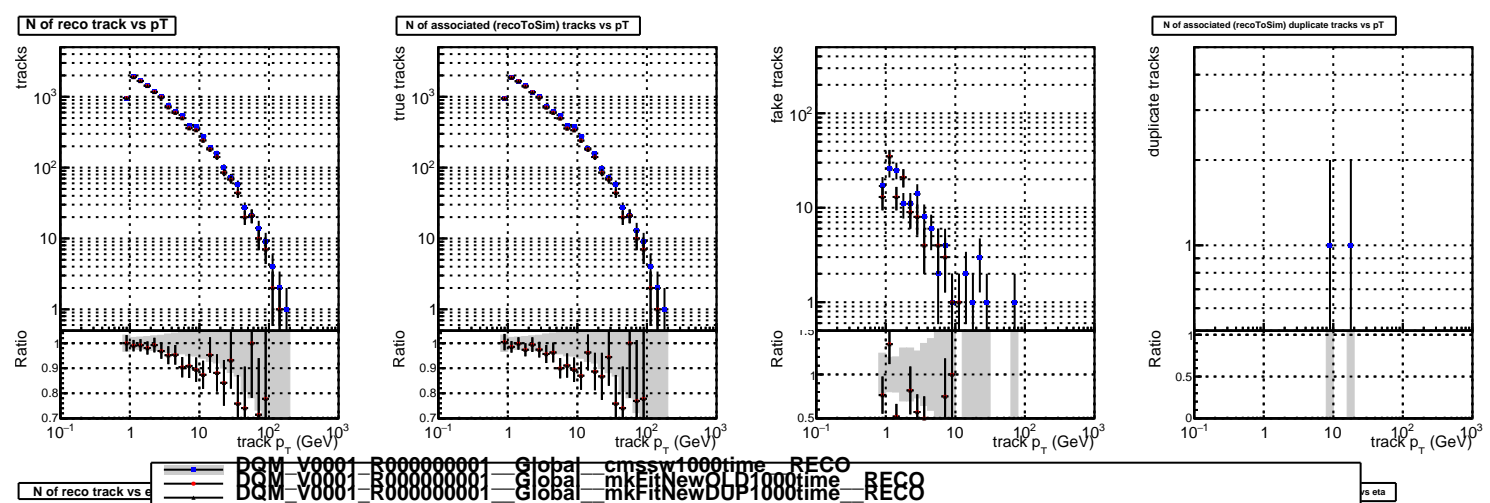 N of reco track vs pT
N of associated (recoToSim) tracks vs pT
N of associated (recoToSim) duplicate tracks vs pT
tracks
10³
10²
10
1
Ratio
1
0.9
0.8
0.7
10⁻¹ 1 10 10² 10³
track pT (GeV)
true tracks
10³
10²
10
1
Ratio
1
0.9
0.8
0.7
10⁻¹ 1 10 10² 10³
track pT (GeV)
fake tracks
10²
10
1
Ratio
1.5
1
0.5
10⁻¹ 1 10 10² 10³
track pT (GeV)
duplicate tracks
1
Ratio
1
0.5
0
10⁻¹ 1 10 10² 10³
track pT (GeV)
DQM_V0001_R000000001__Global__cmssw1000time__RECO
DQM_V0001_R000000001__Global__mkFitNewOLD1000time__RECO
DQM_V0001_R000000001__Global__mkFitNewDUP1000time__RECO
N of reco track vs e
vs eta